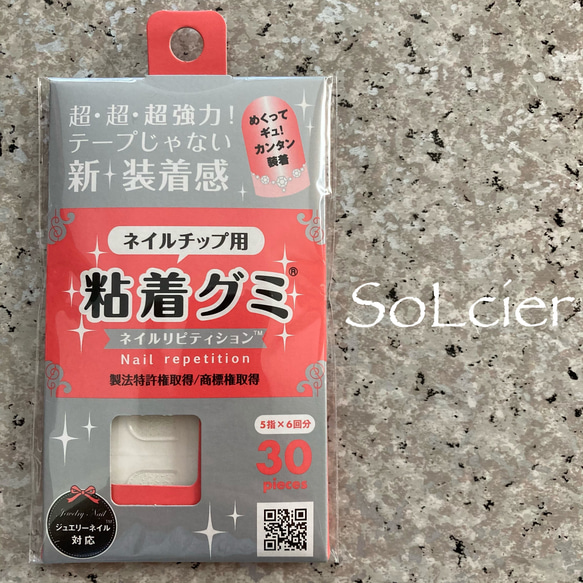 超・超・超強力！
テープじゃない
新装着感
めくって
ギュ！
カンタン
装着
ネイルチップ用
粘着グミ®
ネイルリピティション™
Nail repetition
製法特許権取得/商標権取得
SoLcier
5指×6回分
30
pieces
Jewelry Nail™
ジュエリーネイル
対応